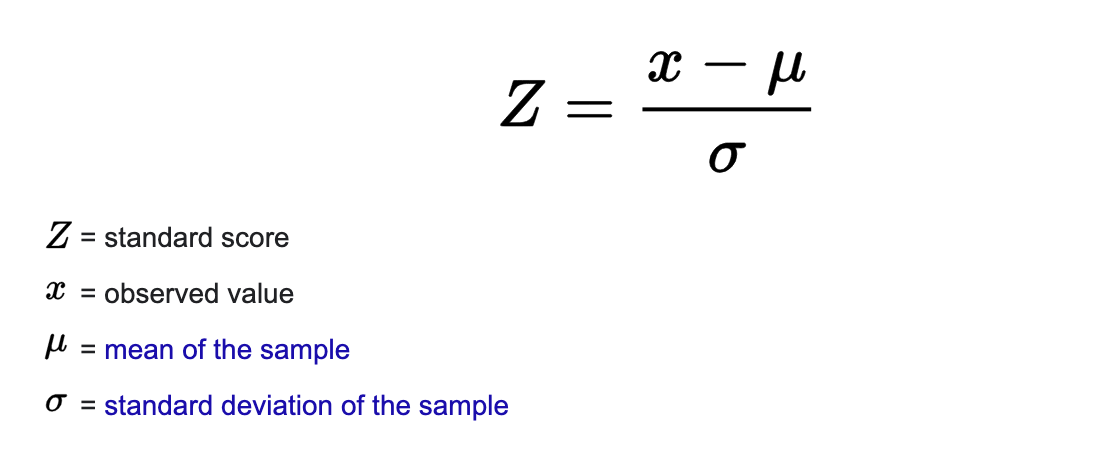 Z = x − μ / σ
Z = standard score
x = observed value
μ = mean of the sample
σ = standard deviation of the sample